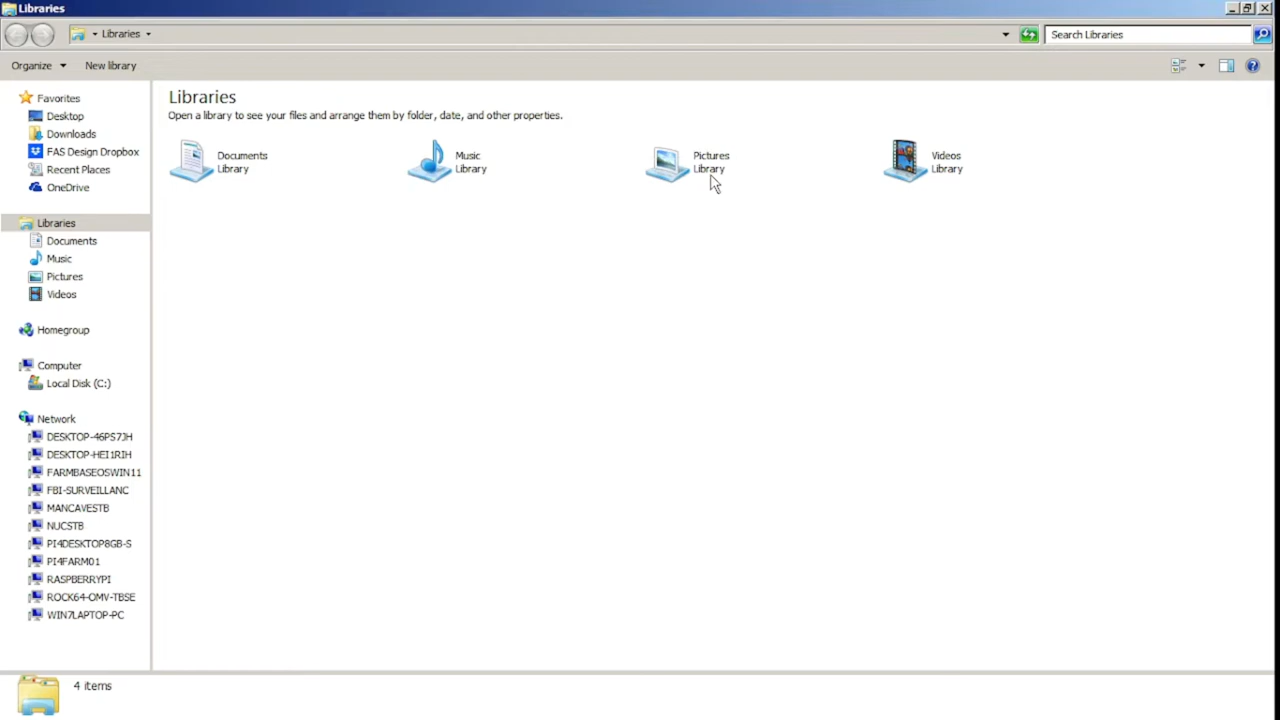 Libraries
Libraries
Search Libraries
Organize
New library
Favorites
Desktop
Downloads
FAS Design Dropbox
Recent Places
OneDrive
Libraries
Documents
Music
Pictures
Videos
Homegroup
Computer
Local Disk (C:)
Network
DESKTOP-46PS7JH
DESKTOP-HEI1RIH
FARMBASEOSWIN11
FBI-SURVEILLANC
MANCAVESTB
NUCSTB
PI4DESKTOP8GB-S
PI4FARM01
RASPBERRYPI
ROCK64-OMV-TBSE
WIN7LAPTOP-PC
Libraries
Open a library to see your files and arrange them by folder, date, and other properties.
Documents
Library
Music
Library
Pictures
Library
Videos
Library
4 items